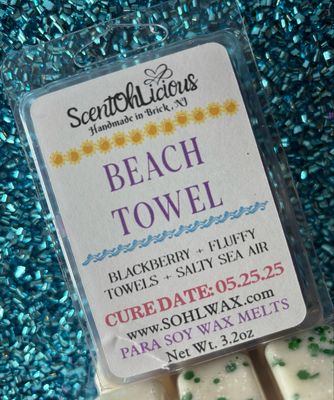 ScentOhLicious
Handmade in Brick, NJ
BEACH
TOWEL
BLACKBERRY + FLUFFY
TOWELS + SALTY SEA AIR
CURE DATE: 05.25.25
www.SOHLWAX.com
PARA SOY WAX MELTS
Net Wt. 3.2oz